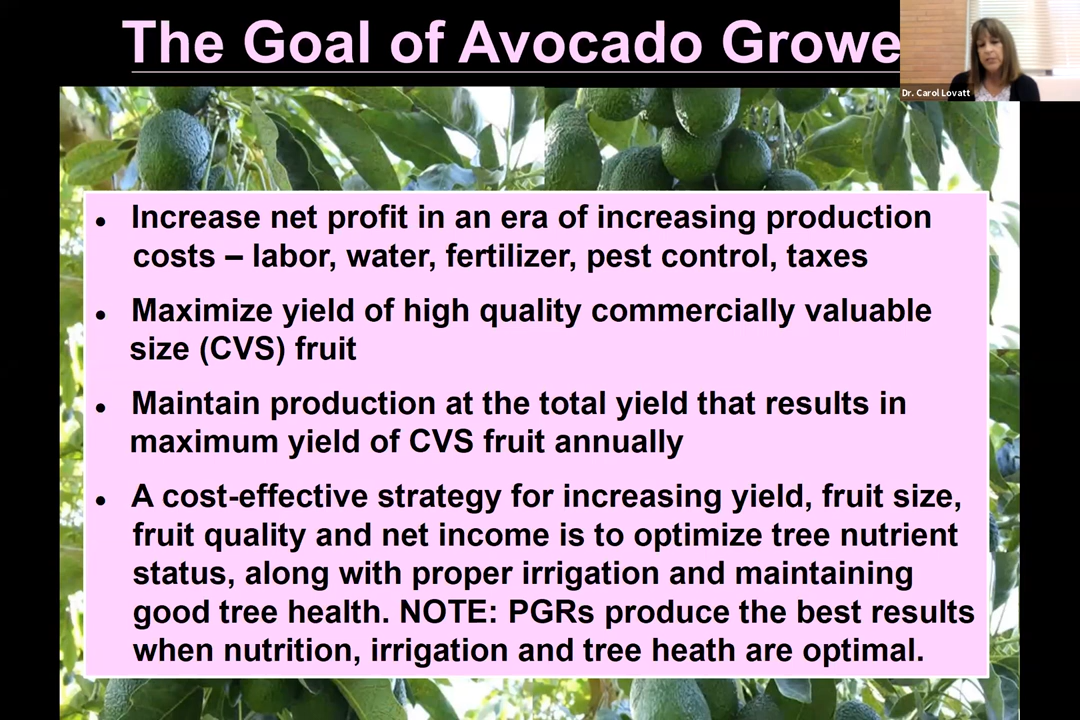 The Goal of Avocado Growe
Dr. Carol Lovatt
• Increase net profit in an era of increasing production
costs – labor, water, fertilizer, pest control, taxes
• Maximize yield of high quality commercially valuable
size (CVS) fruit
• Maintain production at the total yield that results in
maximum yield of CVS fruit annually
• A cost-effective strategy for increasing yield, fruit size,
fruit quality and net income is to optimize tree nutrient
status, along with proper irrigation and maintaining
good tree health. NOTE: PGRs produce the best results
when nutrition, irrigation and tree heath are optimal.